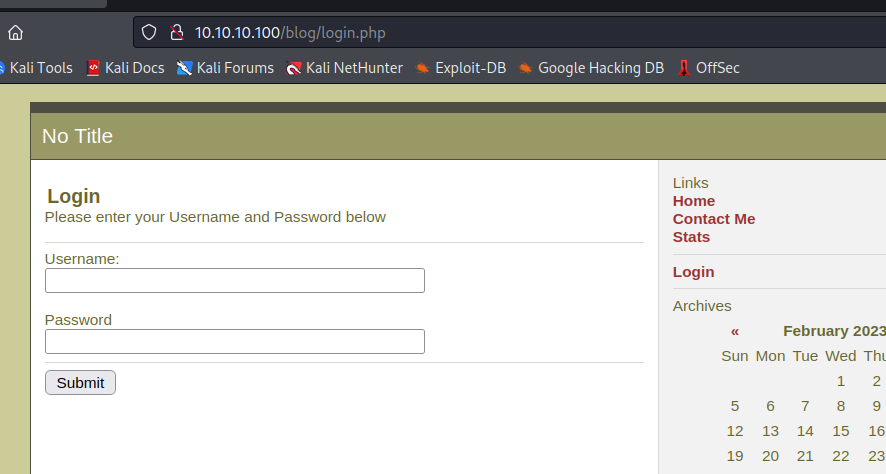 10.10.10.100/blog/login.php
Kali Tools Kali Docs Kali Forums Kali NetHunter Exploit-DB Google Hacking DB OffSec
No Title
Login
Please enter your Username and Password below
Username:
Password
Submit
Links
Home
Contact Me
Stats
Login
Archives
« February 2023
Sun Mon Tue Wed Thu
1 2
5 6 7 8 9
12 13 14 15 16
19 20 21 22 23